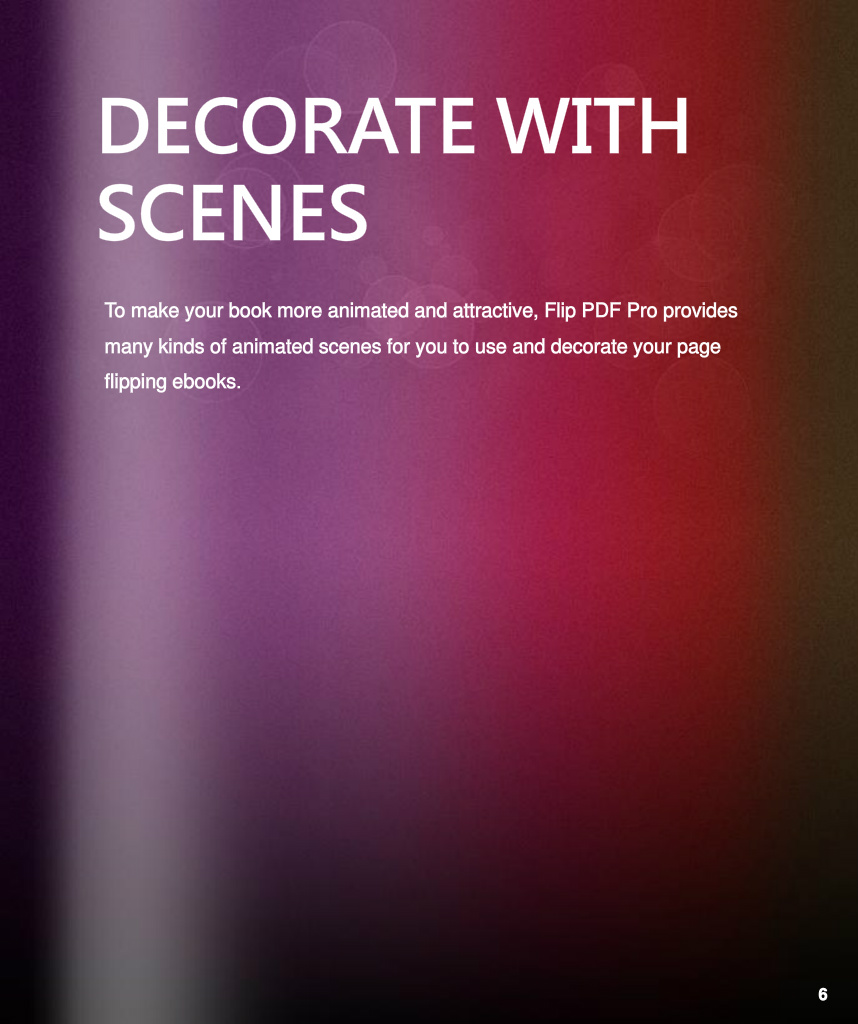 DECORATE WITH
SCENES
To make your book more animated and attractive, Flip PDF Pro provides
many kinds of animated scenes for you to use and decorate your page
flipping ebooks.
6